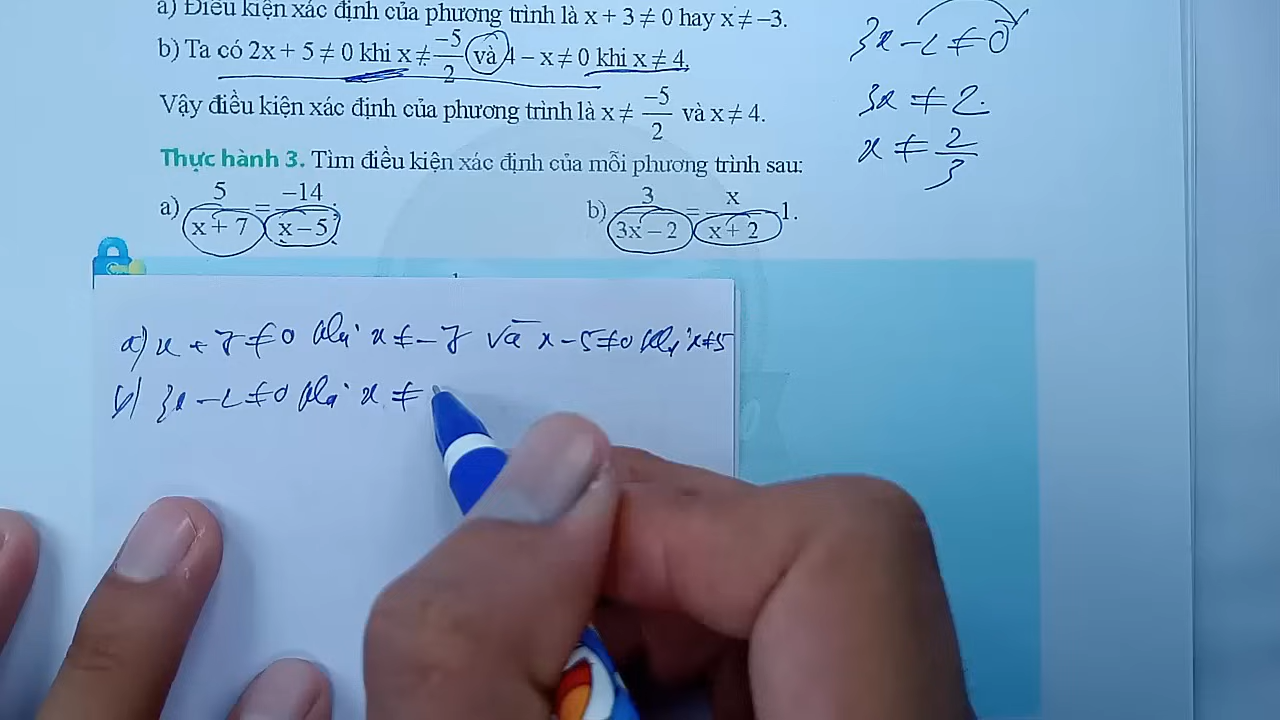 a) Điều kiện xác định của phương trình là x + 3 ≠ 0 hay x ≠ –3.
b) Ta có 2x + 5 ≠ 0 khi x ≠ –5/2 và 4 – x ≠ 0 khi x ≠ 4.
Vậy điều kiện xác định của phương trình là x ≠ –5/2 và x ≠ 4.
Thực hành 3. Tìm điều kiện xác định của mỗi phương trình sau:
a) 5/(x + 7) = –14/(x – 5);
b) 3/(3x – 2) = x/(x + 2) – 1.
3x – 2 ≠ 0
3x ≠ 2.
x ≠ 2/3
a) x + 7 ≠ 0 khi x ≠ – 7 và x – 5 ≠ 0 khi x ≠ 5
b) 3x – 2 ≠ 0 khi x ≠